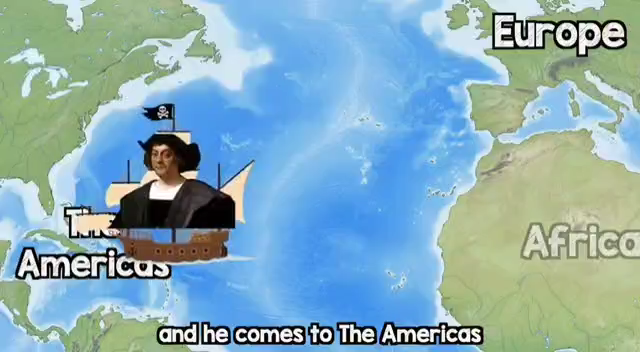 Europe
Africa
The
Americas
and he comes to The Americas